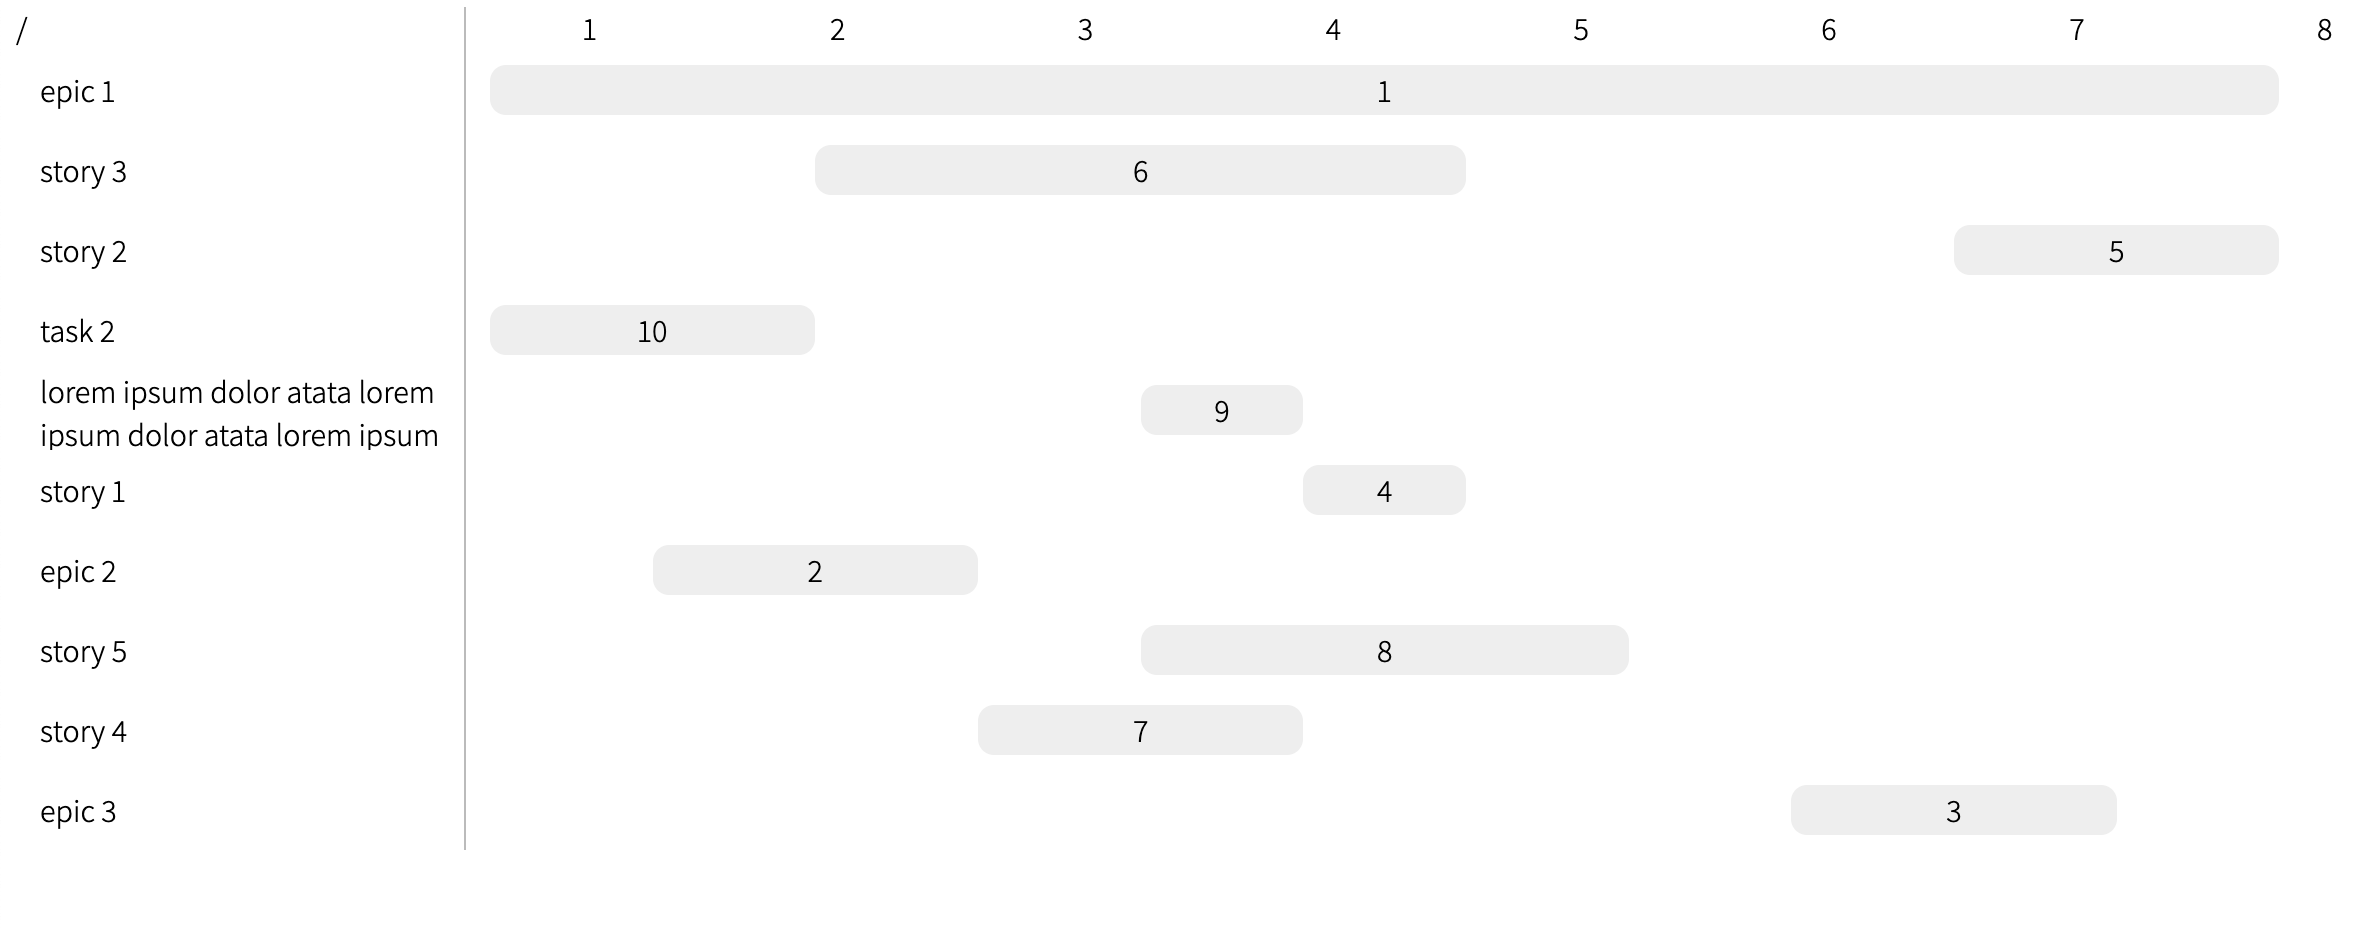 / 1 2 3 4 5 6 7 8
epic 1 1
story 3 6
story 2 5
task 2 10
lorem ipsum dolor atata lorem
ipsum dolor atata lorem ipsum
9
story 1 4
epic 2 2
story 5 8
story 4 7
epic 3 3